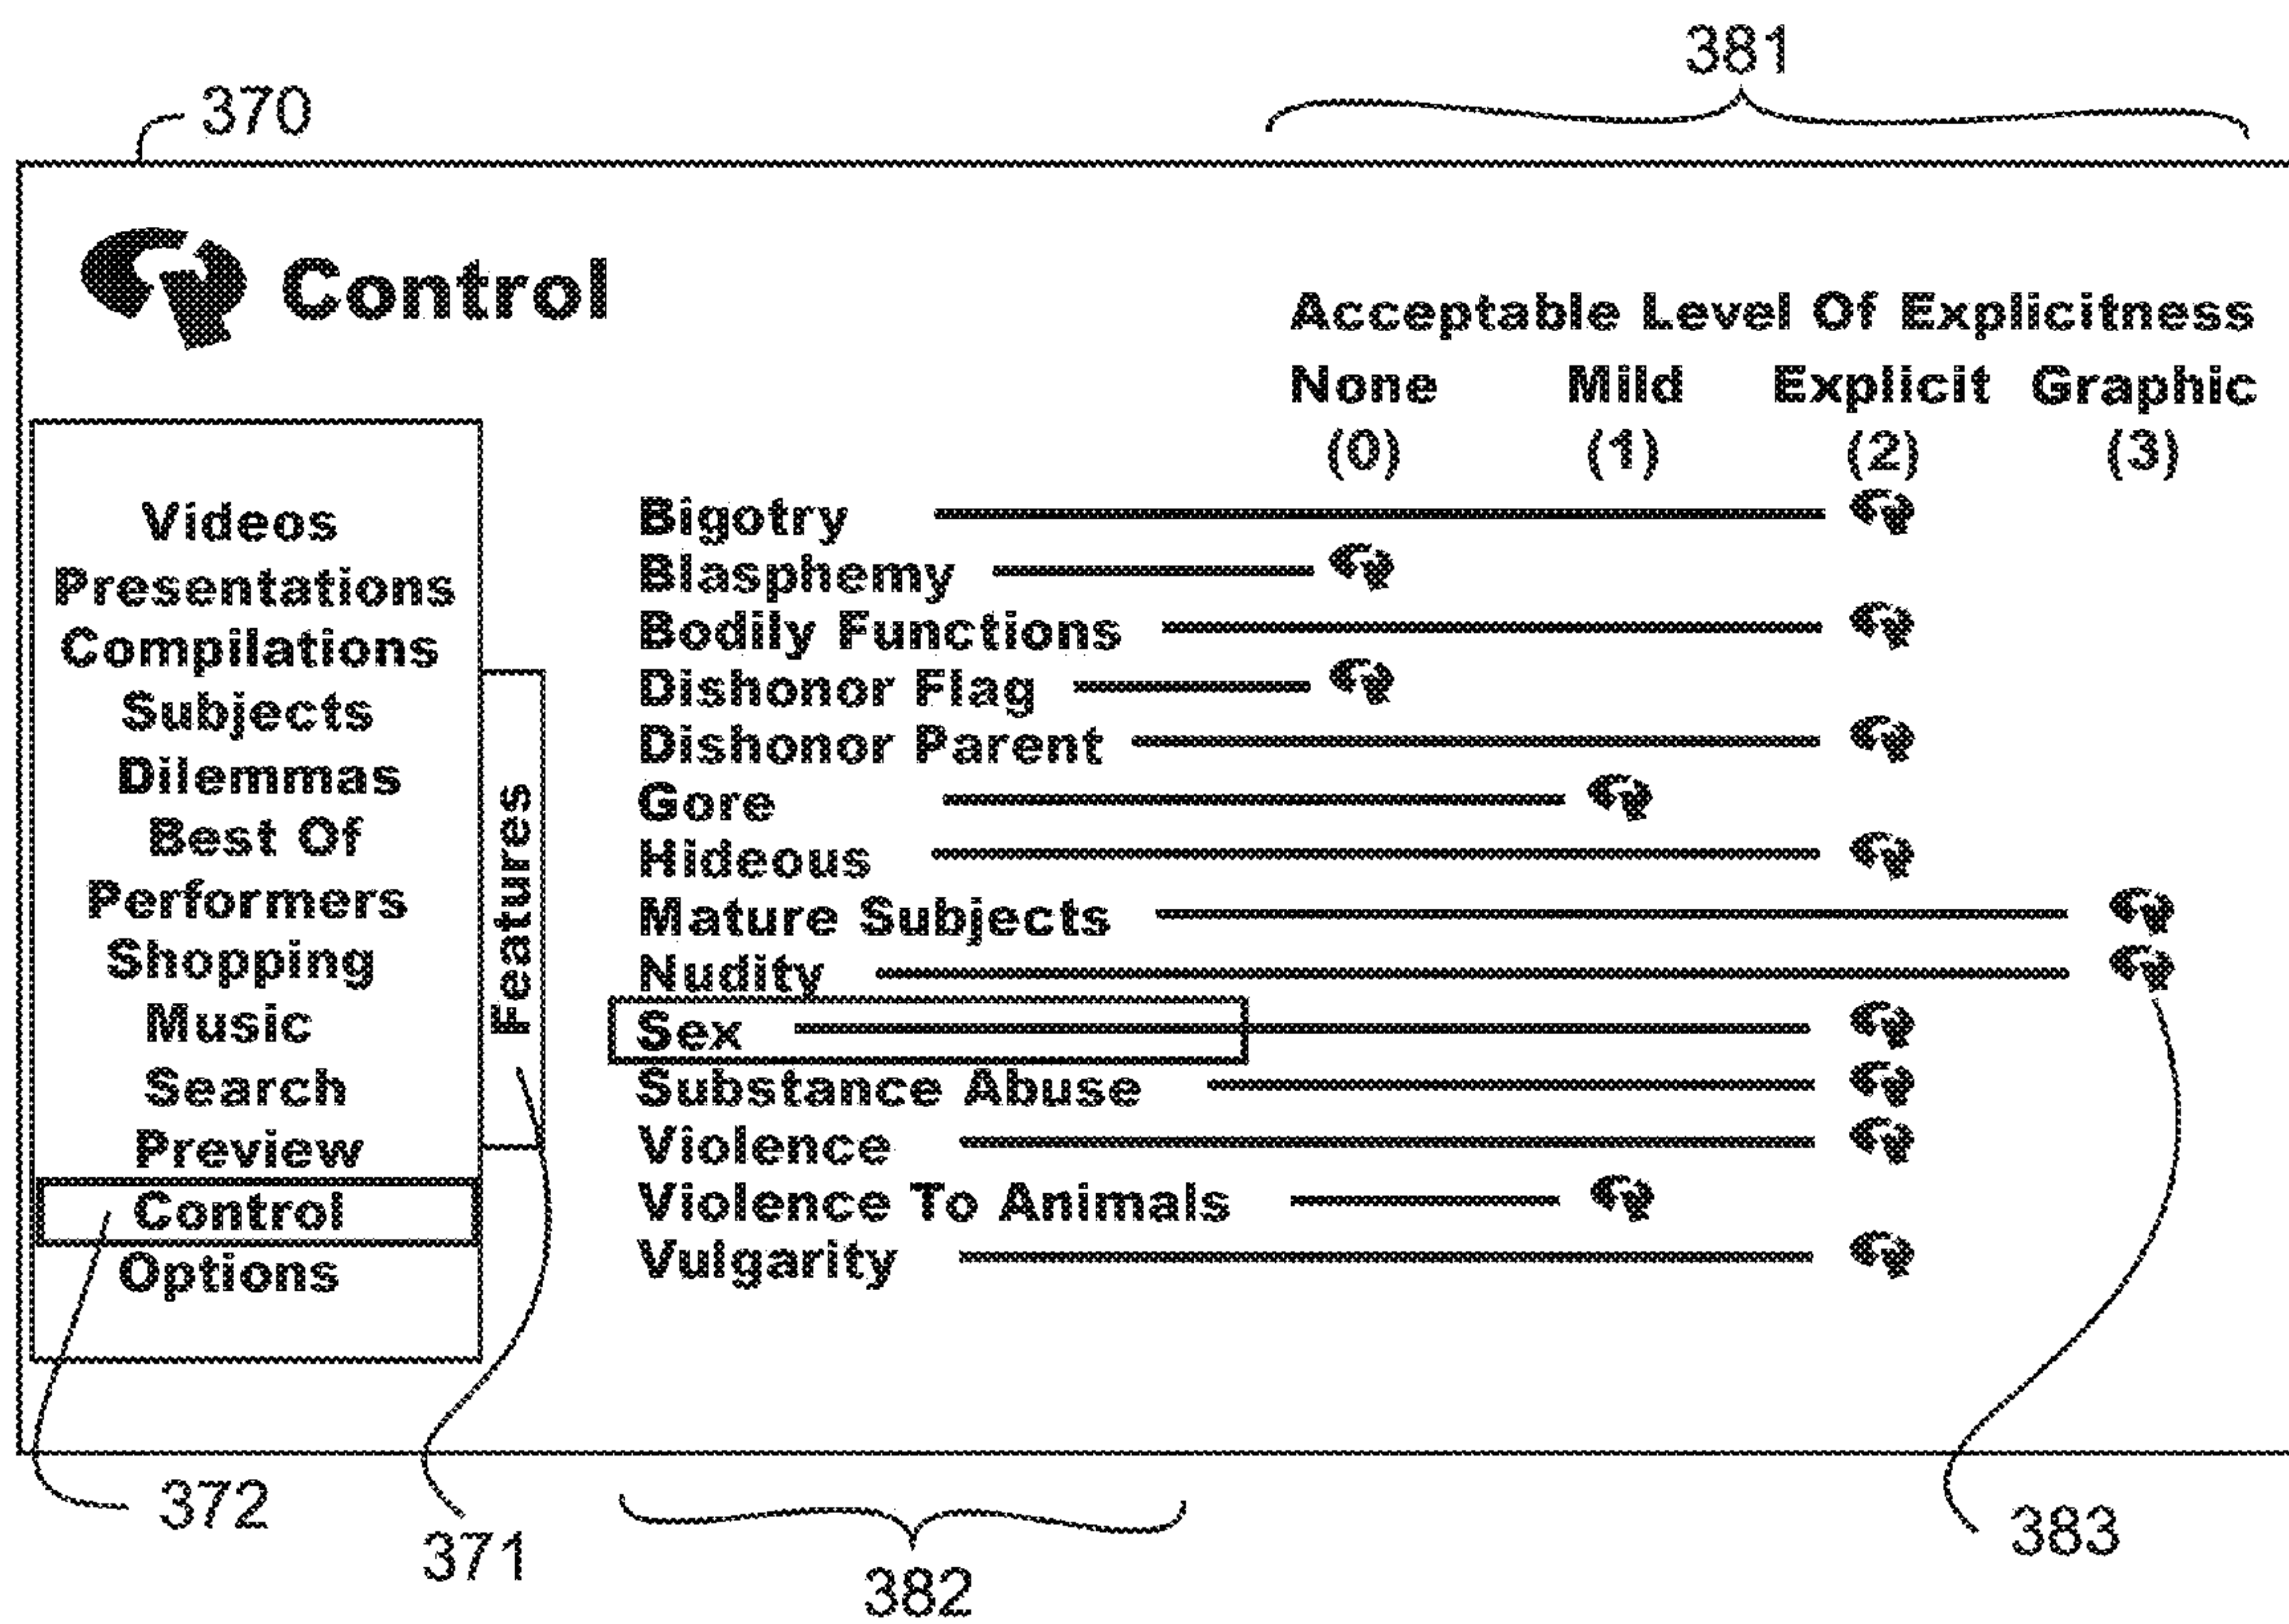 381
370
Control
Acceptable Level Of Explicitness
None Mild Explicit Graphic
(0) (1) (2) (3)
Videos
Presentations
Compilations
Subjects
Dilemmas
Best Of
Performers
Shopping
Music
Search
Preview
Control
Options
Features
Bigotry
Blasphemy
Bodily Functions
Dishonor Flag
Dishonor Parent
Gore
Hideous
Mature Subjects
Nudity
Sex
Substance Abuse
Violence
Violence To Animals
Vulgarity
372
371
382
383